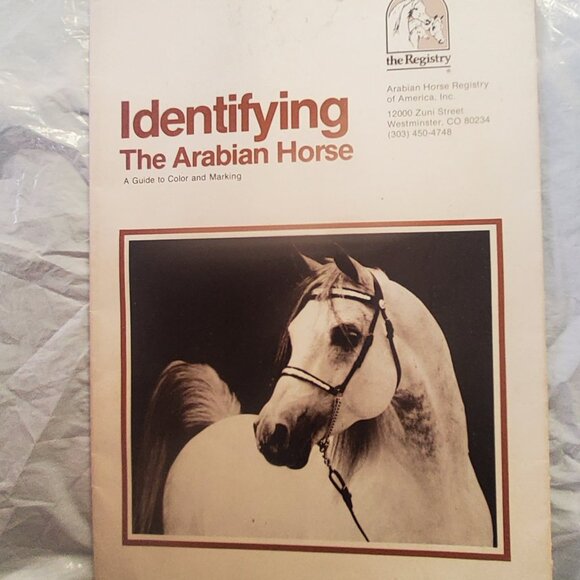 the Registry
®
Arabian Horse Registry
of America, Inc.
12000 Zuni Street
Westminster, CO 80234
(303) 450-4748
Identifying
The Arabian Horse
A Guide to Color and Marking